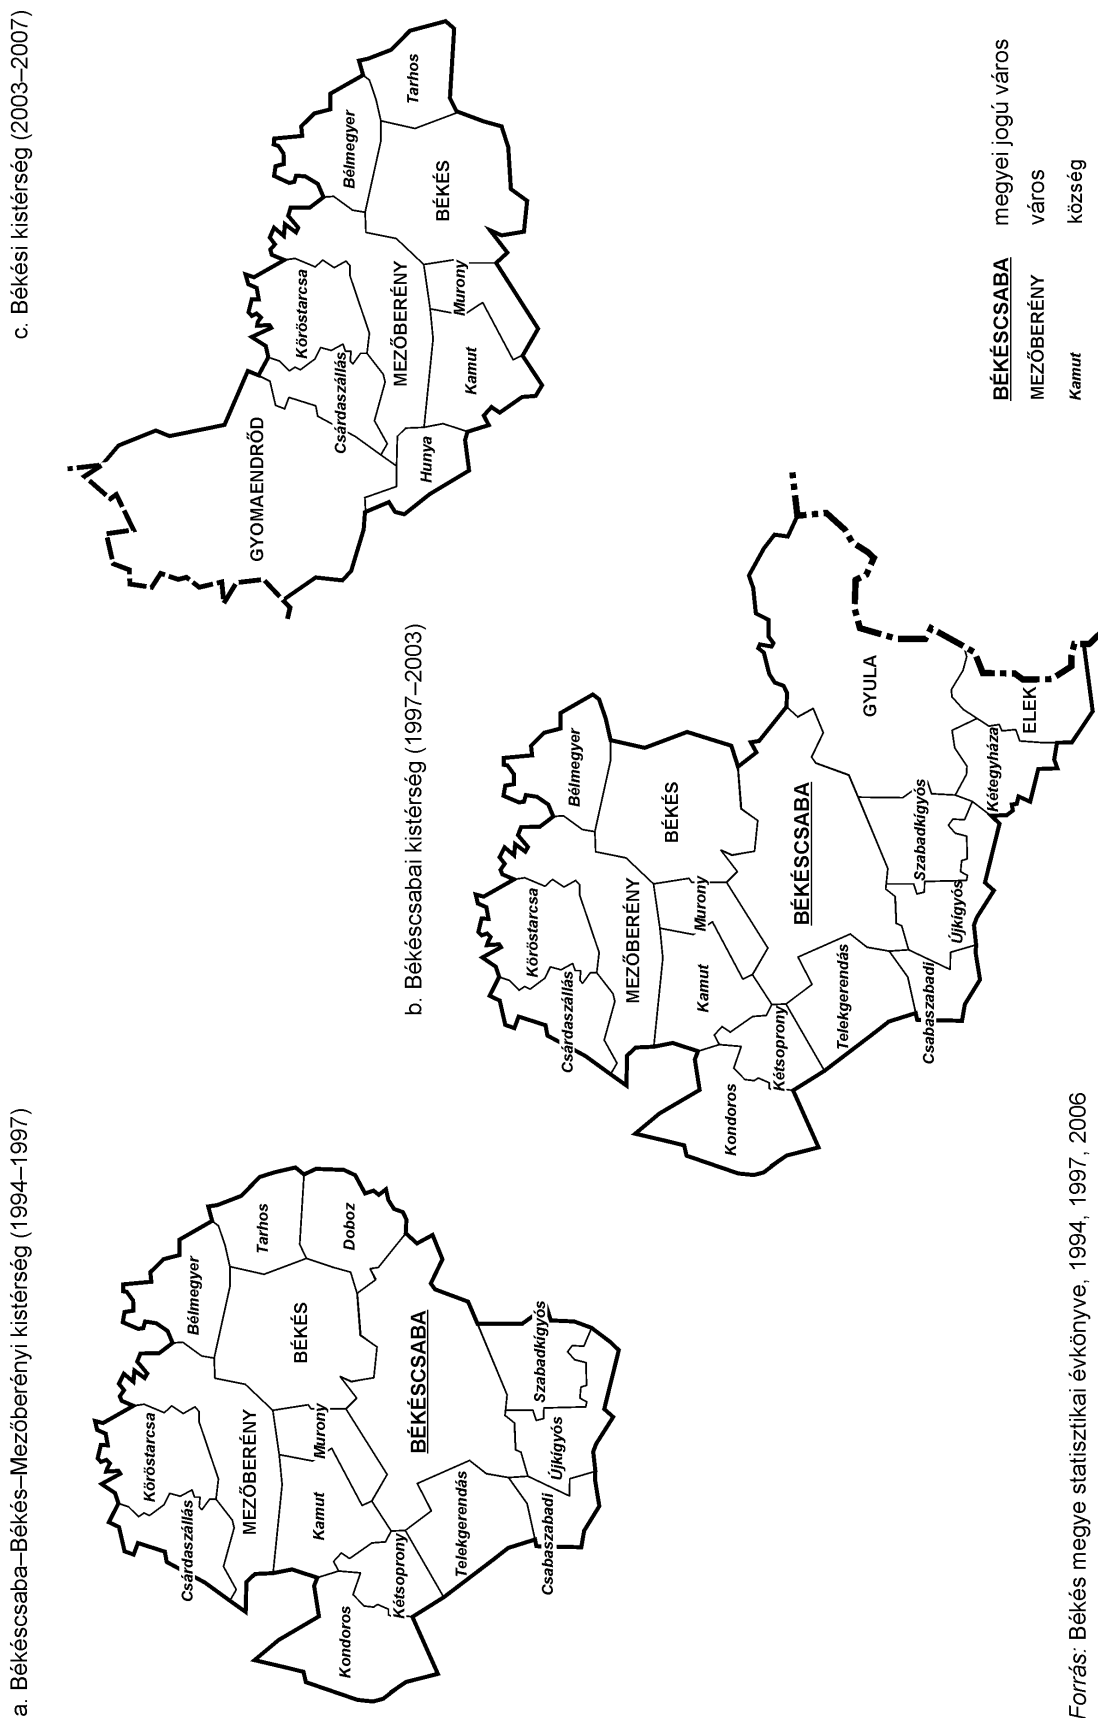 a. Békéscsaba–Békés–Mezőberényi kistérség (1994–1997)
Csárdaszállás
Köröstarcsa
Bélmegyer
Tarhos
Doboz
MEZŐBERÉNY
BÉKÉS
Kondoros
Kamut
Murony
Kétsoprony
BÉKÉSCSABA
Telekgerendás
Csabaszabadi
Újkígyós
Szabadkígyós
b. Békéscsabai kistérség (1997–2003)
Csárdaszállás
Köröstarcsa
Bélmegyer
MEZŐBERÉNY
BÉKÉS
Kondoros
Kamut
Murony
Kétsoprony
BÉKÉSCSABA
Telekgerendás
Csabaszabadi
Újkígyós
Szabadkígyós
Kétegyháza
GYULA
ELEK
c. Békési kistérség (2003–2007)
GYOMAENDRŐD
Csárdaszállás
Köröstarcsa
Bélmegyer
Tarhos
MEZŐBERÉNY
BÉKÉS
Hunya
Kamut
Murony
BÉKÉSCSABA megyei jogú város
MEZŐBERÉNY város
Kamut község
Forrás: Békés megye statisztikai évkönyve, 1994, 1997, 2006